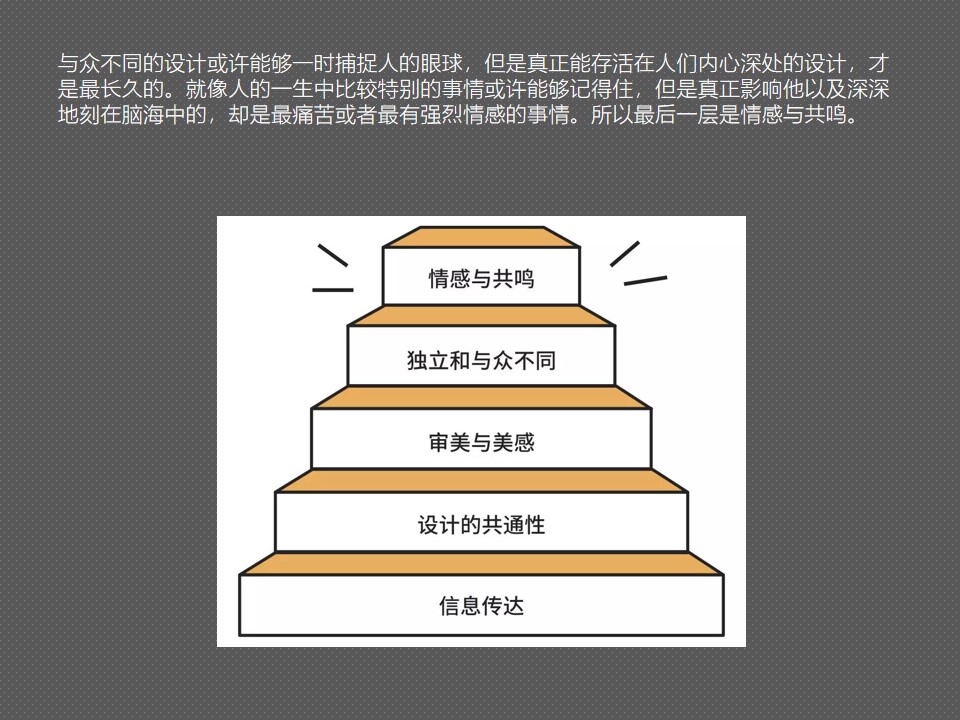 与众不同的设计或许能够一时捕捉人的眼球，但是真正能存活在人们内心深处的设计，才
是最长久的。就像人的一生中比较特别的事情或许能够记得住，但是真正影响他以及深深
地刻在脑海中的，却是最痛苦或者最有强烈情感的事情。所以最后一层是情感与共鸣。
情感与共鸣
独立和与众不同
审美与美感
设计的共通性
信息传达